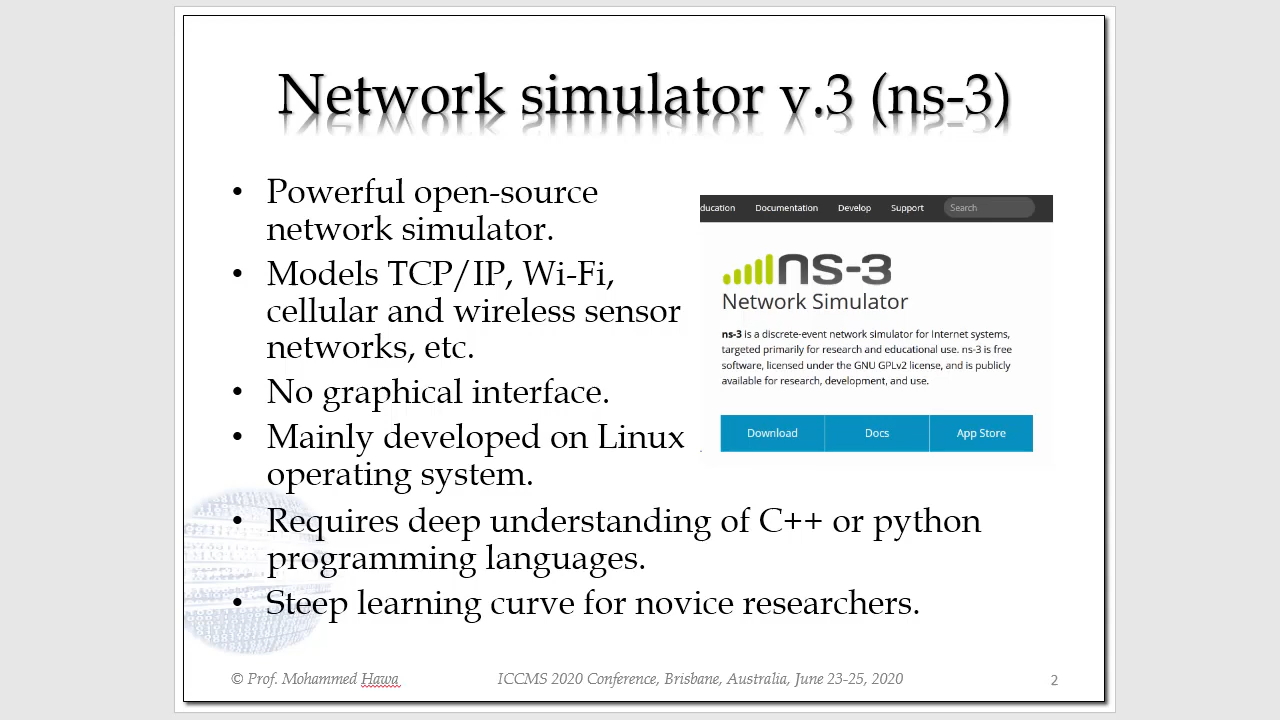 Network simulator v.3 (ns-3)
• Powerful open-source
network simulator.
• Models TCP/IP, Wi-Fi,
cellular and wireless sensor
networks, etc.
• No graphical interface.
• Mainly developed on Linux
operating system.
• Requires deep understanding of C++ or python
programming languages.
• Steep learning curve for novice researchers.
ducation Documentation Develop Support Search
ns-3
Network Simulator
ns-3 is a discrete-event network simulator for Internet systems,
targeted primarily for research and educational use. ns-3 is free
software, licensed under the GNU GPLv2 license, and is publicly
available for research, development, and use.
Download Docs App Store
© Prof. Mohammed Hawa ICCMS 2020 Conference, Brisbane, Australia, June 23-25, 2020 2